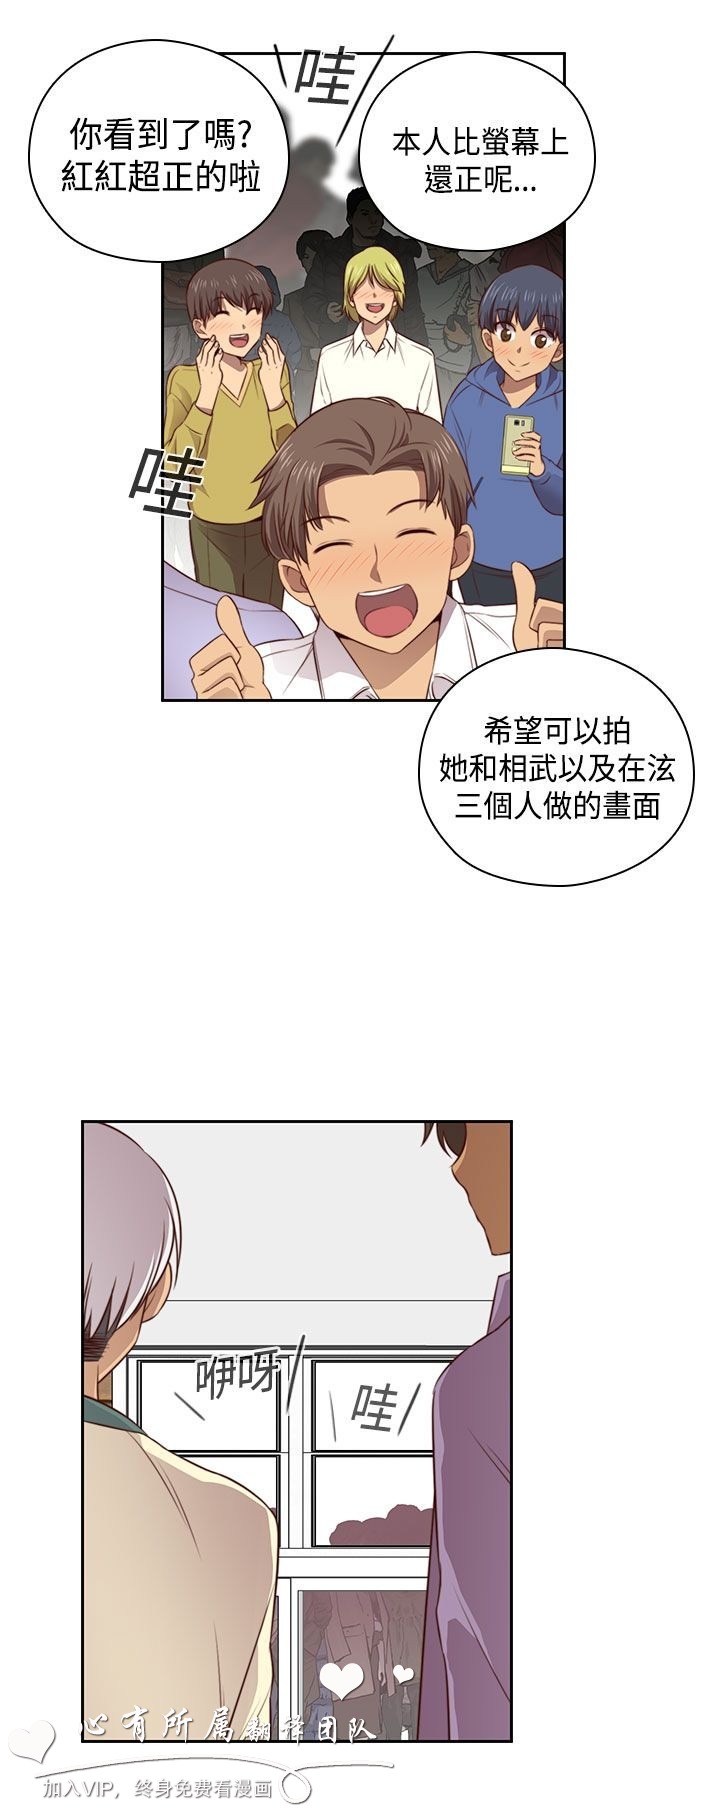 哇
你看到了嗎?
紅紅超正的啦
本人比螢幕上
還正呢...
哇
希望可以拍
她和相武以及在泫
三個人做的畫面
咿呀
哇
心有所属翻译团队
加入VIP，终身免费看漫画